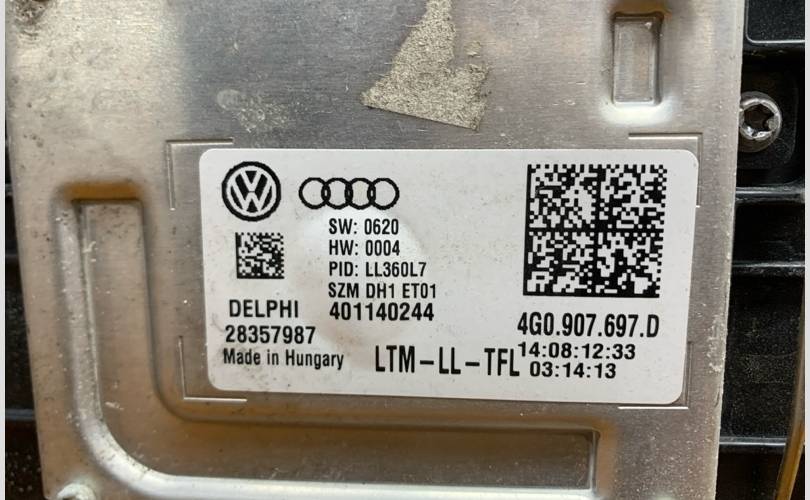 SW: 0620
HW: 0004
PID: LL360L7
SZM DH1 ET01
DELPHI 401140244
28357987
Made in Hungary
LTM-LL-TFL
4G0.907.697.D
14:08:12:33
03:14:13